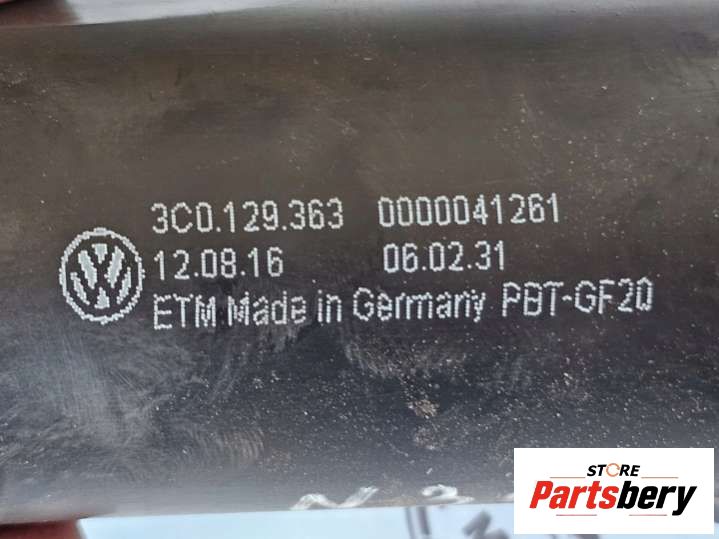 3C0.129.363 0000041261
12.08.16 06.02.31
ETM Made in Germany PBT-GF20
STORE
Partsbery